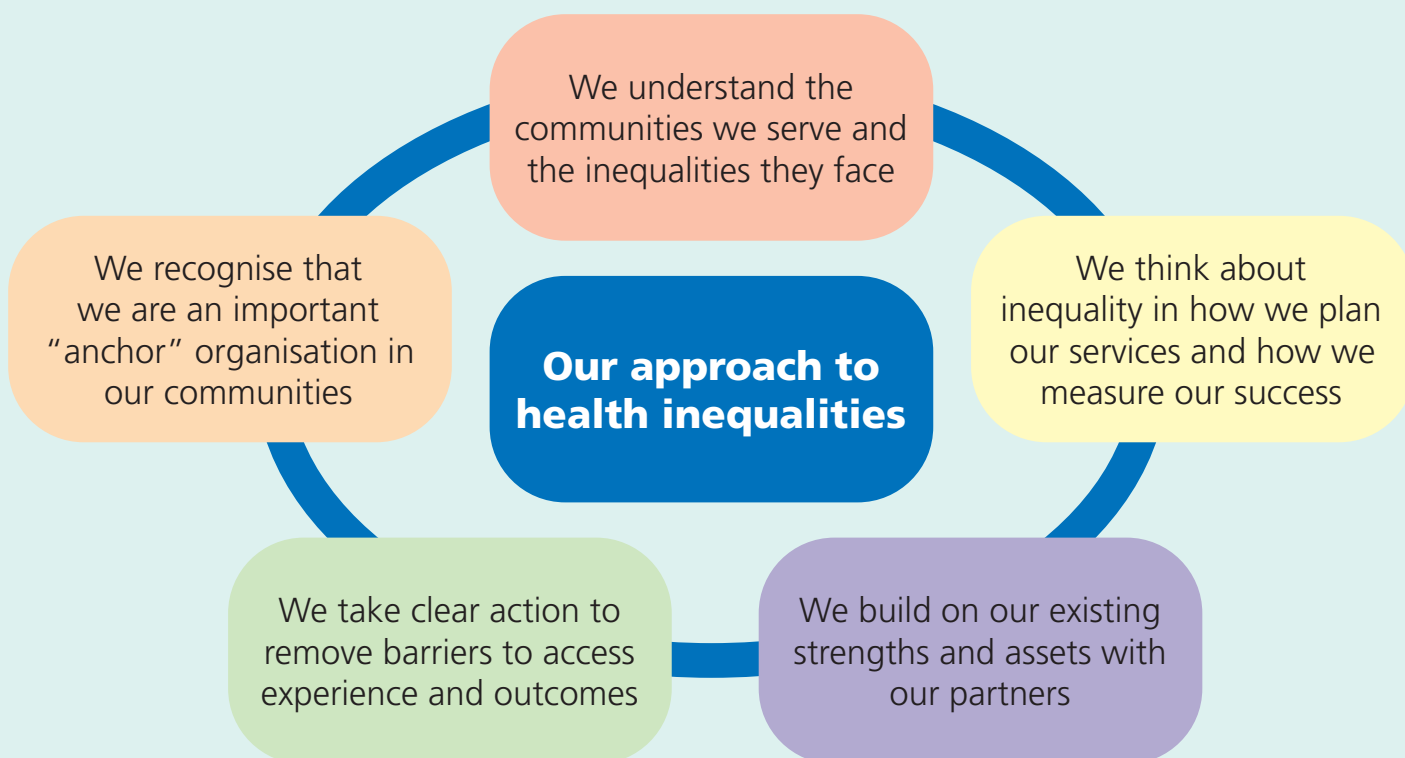 We understand the
communities we serve and
the inequalities they face
We recognise that
we are an important
“anchor” organisation in
our communities
We think about
inequality in how we plan
our services and how we
measure our success
Our approach to
health inequalities
We take clear action to
remove barriers to access
experience and outcomes
We build on our existing
strengths and assets with
our partners